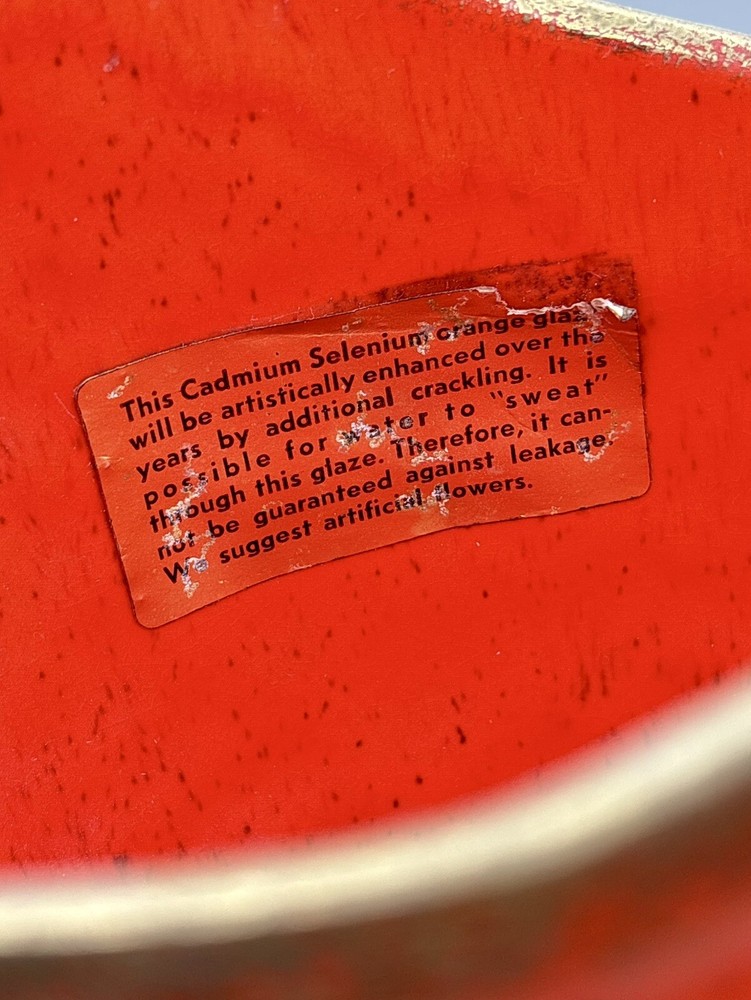 This Cadmium Selenium orange glaze
will be artistically enhanced over the
years by additional crackling. It is
possible for water to "sweat"
through this glaze. Therefore, it can-
not be guaranteed against leakage.
We suggest artificial flowers.